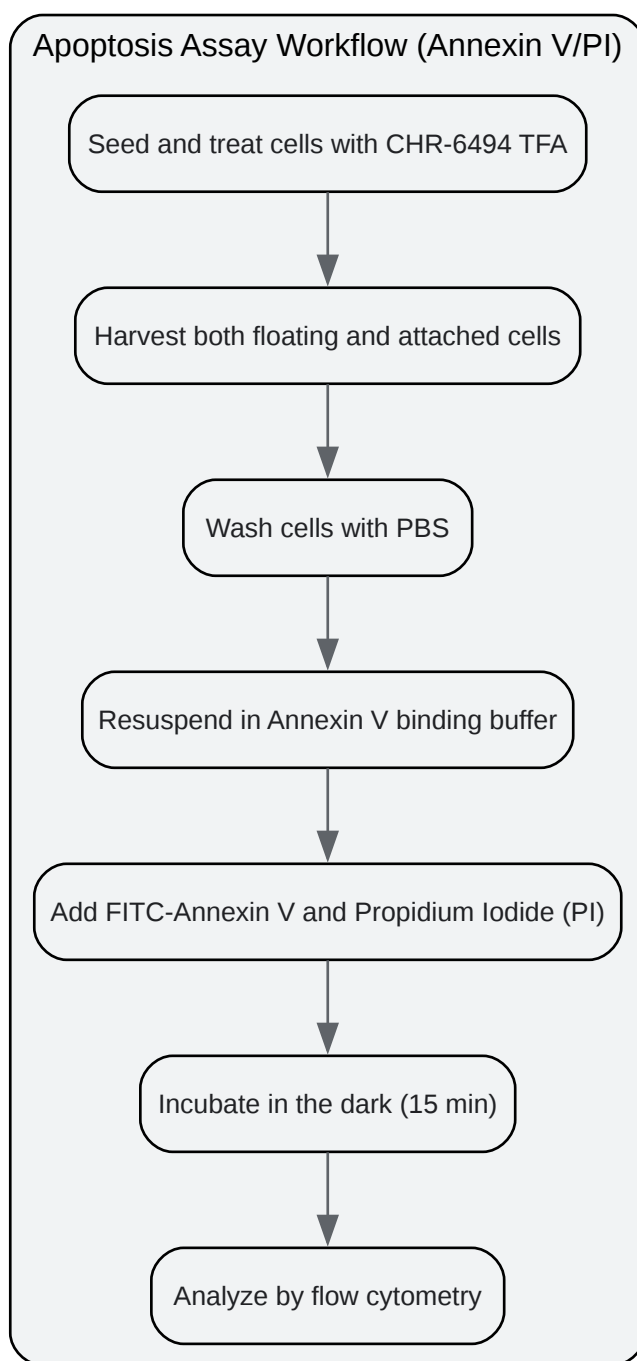 Apoptosis Assay Workflow (Annexin V/PI)
Seed and treat cells with CHR-6494 TFA
Harvest both floating and attached cells
Wash cells with PBS
Resuspend in Annexin V binding buffer
Add FITC-Annexin V and Propidium Iodide (PI)
Incubate in the dark (15 min)
Analyze by flow cytometry